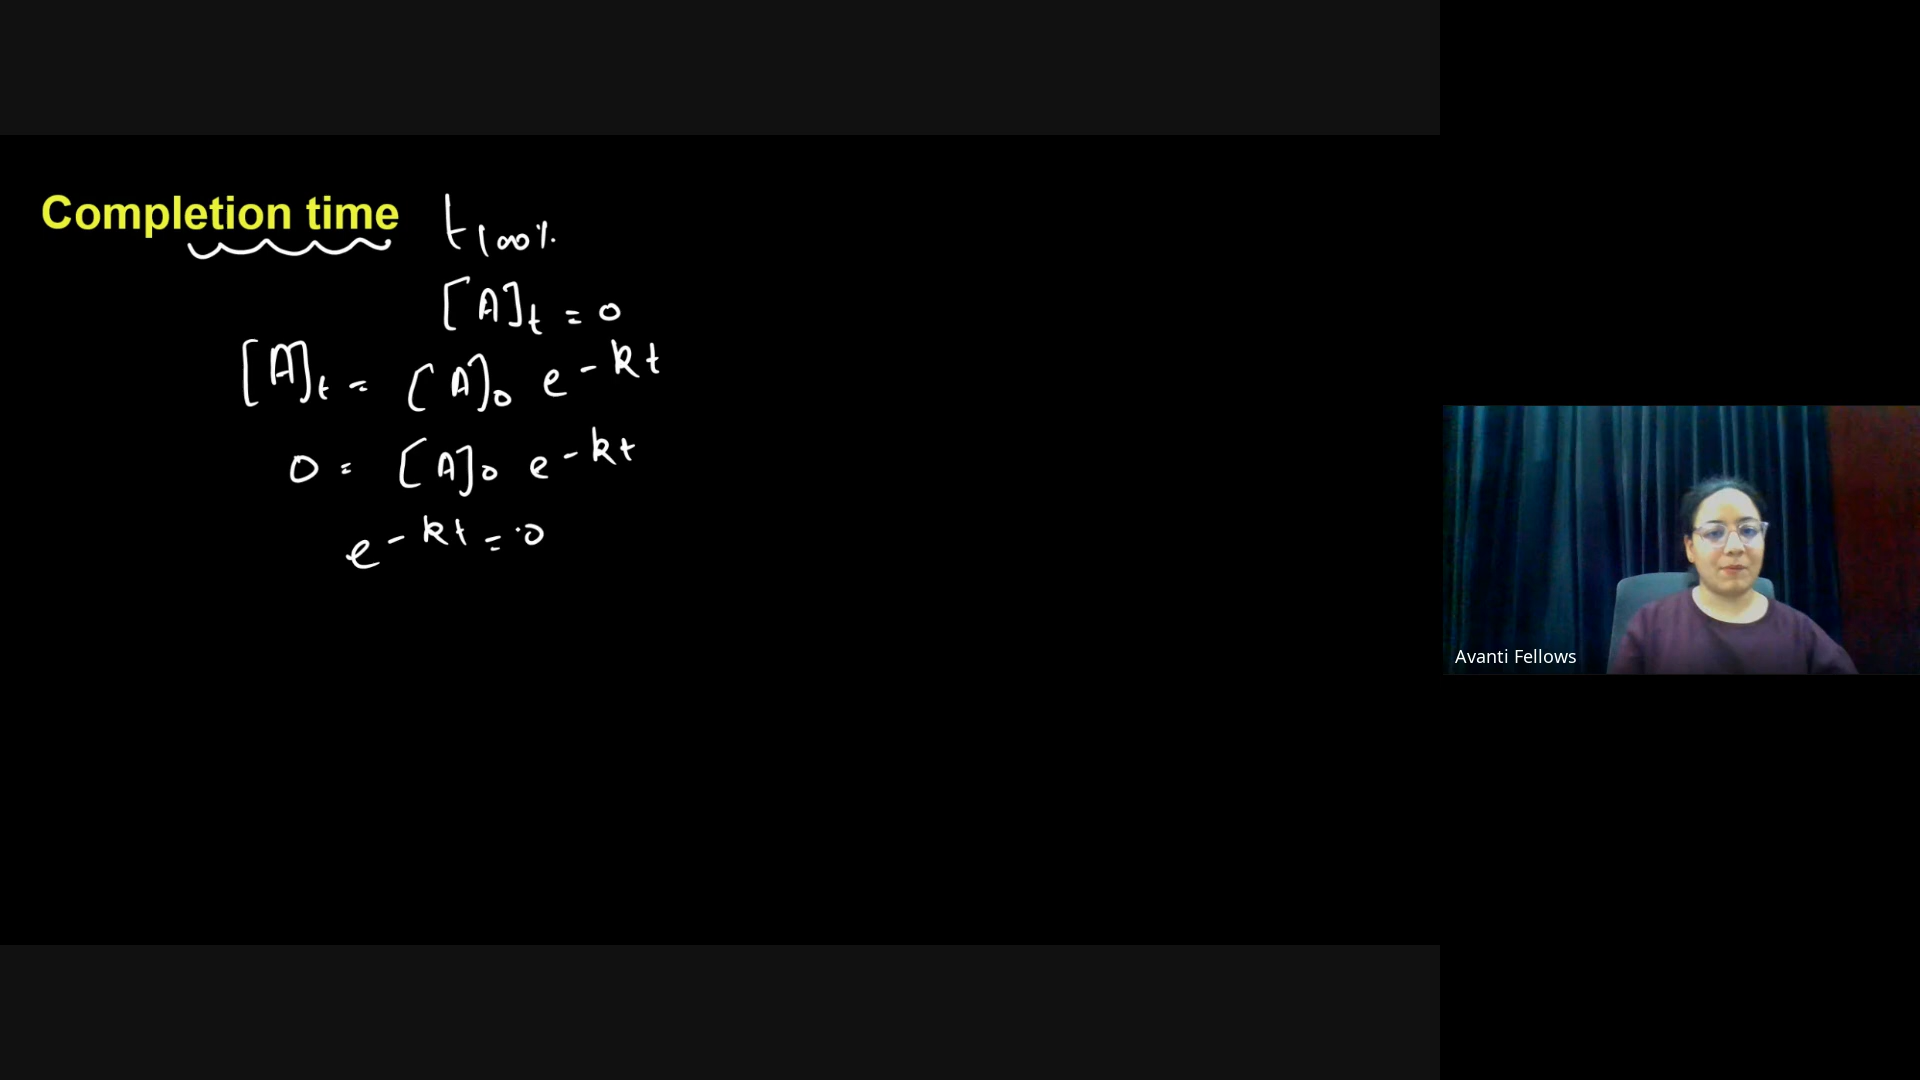 Completion time t100%
[A]t = 0
[A]t = [A]0 e^-kt
0 = [A]0 e^-kt
e^-kt = 0
Avanti Fellows